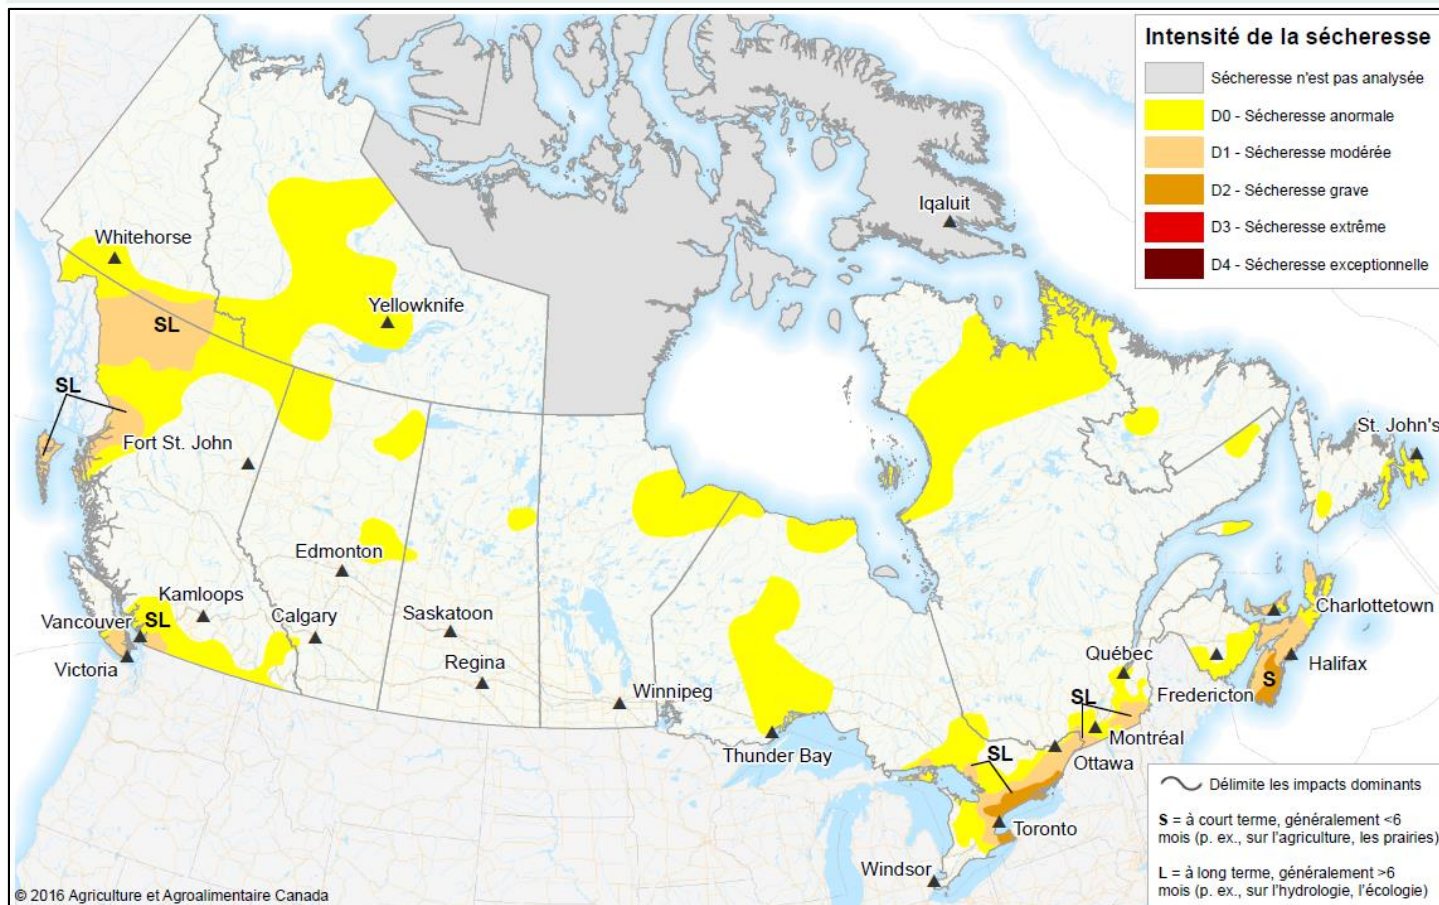 Intensité de la sécheresse
Sécheresse n'est pas analysée
D0 - Sécheresse anormale
D1 - Sécheresse modérée
D2 - Sécheresse grave
D3 - Sécheresse extrême
D4 - Sécheresse exceptionnelle
Iqaluit
Whitehorse
Yellowknife
SL
SL
Fort St. John
St. John's
Edmonton
Kamloops
Calgary
Saskatoon
Vancouver
SL
Charlottetown
Victoria
Regina
Québec
Halifax
S
Winnipeg
Fredericton
SL
Montréal
Thunder Bay
SL
Ottawa
Toronto
Windsor
Délimite les impacts dominants
S = à court terme, généralement <6
mois (p. ex., sur l'agriculture, les prairies)
L = à long terme, généralement >6
mois (p. ex., sur l'hydrologie, l'écologie)
© 2016 Agriculture et Agroalimentaire Canada